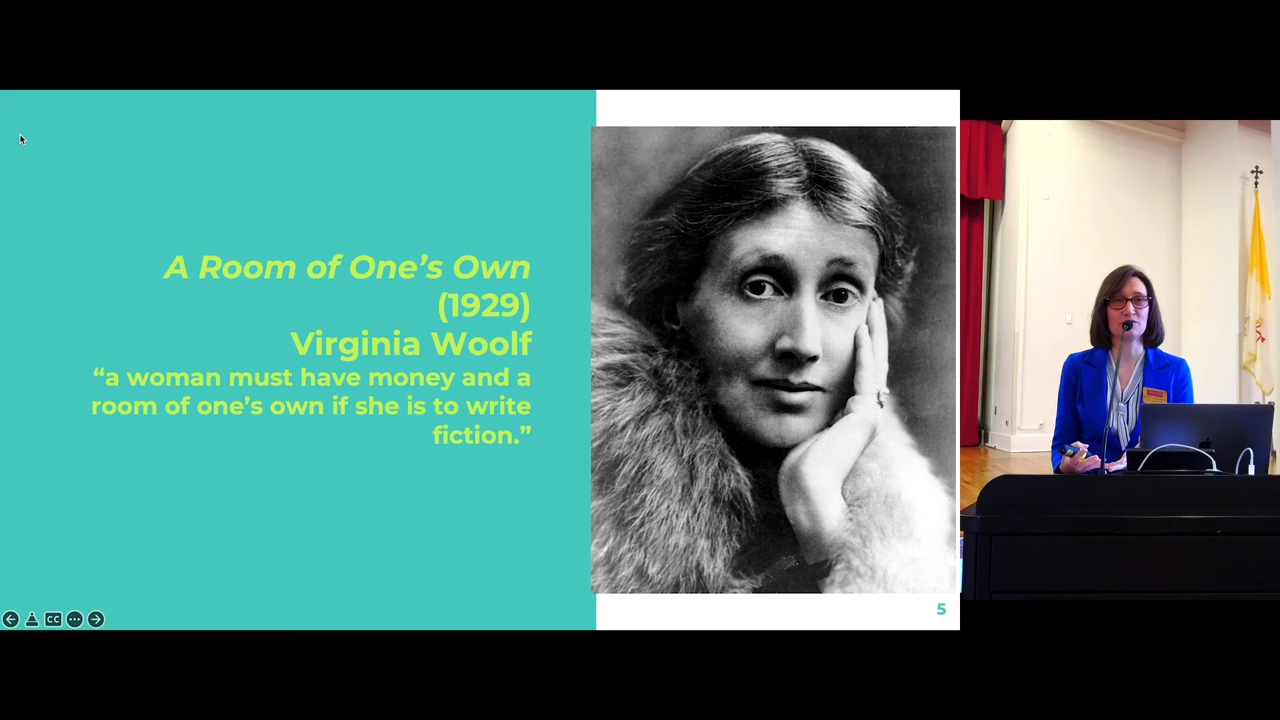 A Room of One’s Own
(1929)
Virginia Woolf
“a woman must have money and a
room of one’s own if she is to write
fiction.”
CC
5